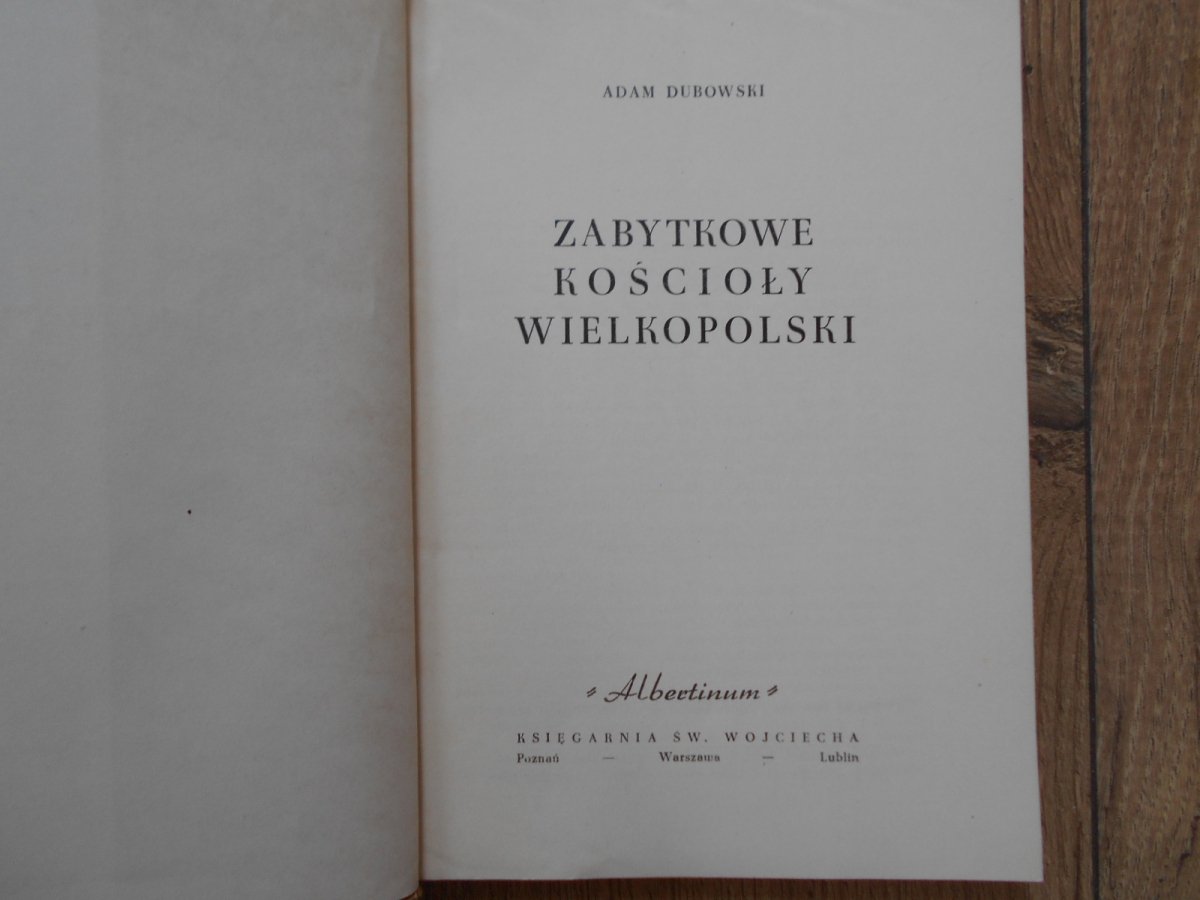 ADAM DUBOWSKI
ZABYTKOWE
KOŚCIOŁY
WIELKOPOLSKI
„Albertinum”
KSIĘGARNIA ŚW. WOJCIECHA
Poznań — Warszawa — Lublin